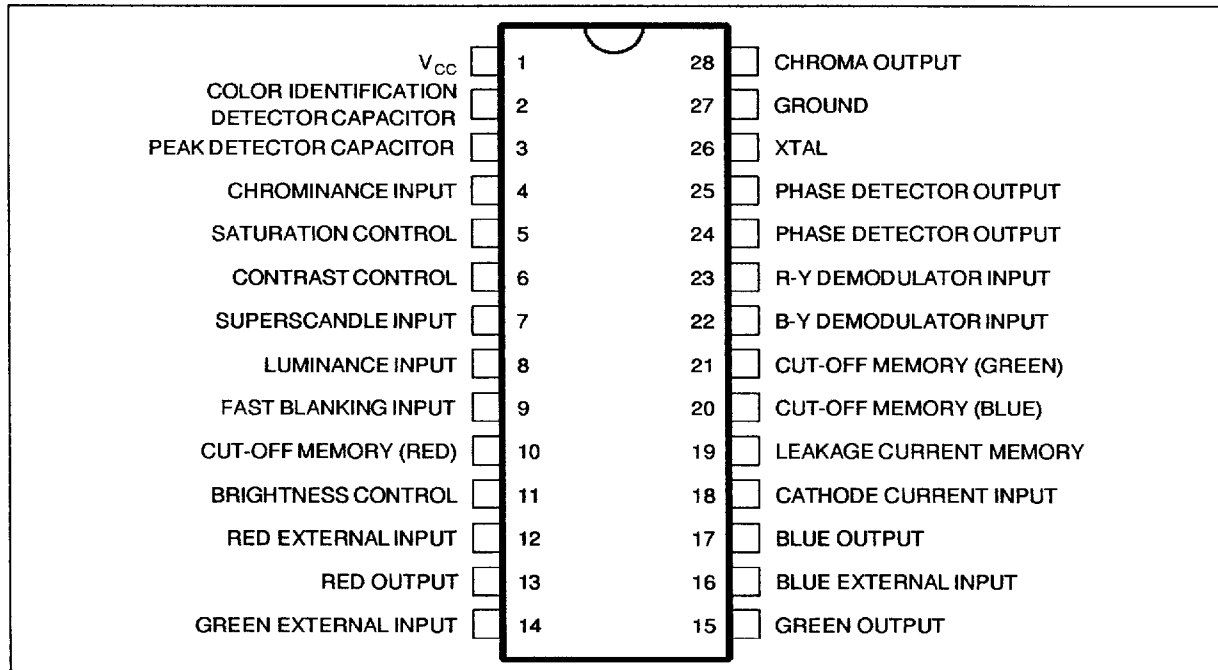 VCC 1 28 CHROMA OUTPUT
COLOR IDENTIFICATION
DETECTOR CAPACITOR 2 27 GROUND
PEAK DETECTOR CAPACITOR 3 26 XTAL
CHROMINANCE INPUT 4 25 PHASE DETECTOR OUTPUT
SATURATION CONTROL 5 24 PHASE DETECTOR OUTPUT
CONTRAST CONTROL 6 23 R-Y DEMODULATOR INPUT
SUPERSCANDLE INPUT 7 22 B-Y DEMODULATOR INPUT
LUMINANCE INPUT 8 21 CUT-OFF MEMORY (GREEN)
FAST BLANKING INPUT 9 20 CUT-OFF MEMORY (BLUE)
CUT-OFF MEMORY (RED) 10 19 LEAKAGE CURRENT MEMORY
BRIGHTNESS CONTROL 11 18 CATHODE CURRENT INPUT
RED EXTERNAL INPUT 12 17 BLUE OUTPUT
RED OUTPUT 13 16 BLUE EXTERNAL INPUT
GREEN EXTERNAL INPUT 14 15 GREEN OUTPUT